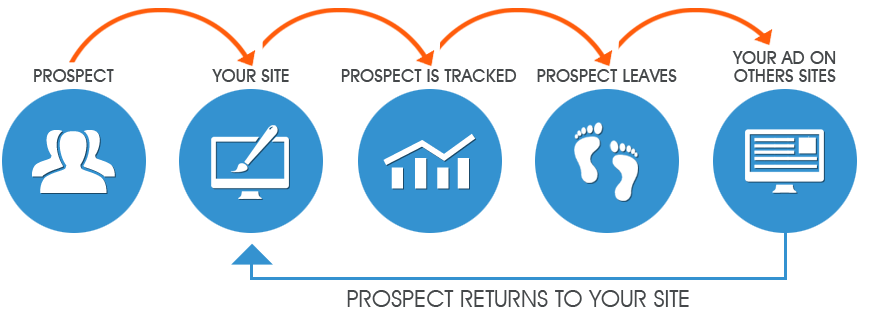 PROSPECT
YOUR SITE
PROSPECT IS TRACKED
PROSPECT LEAVES
YOUR AD ON
OTHERS SITES
PROSPECT RETURNS TO YOUR SITE